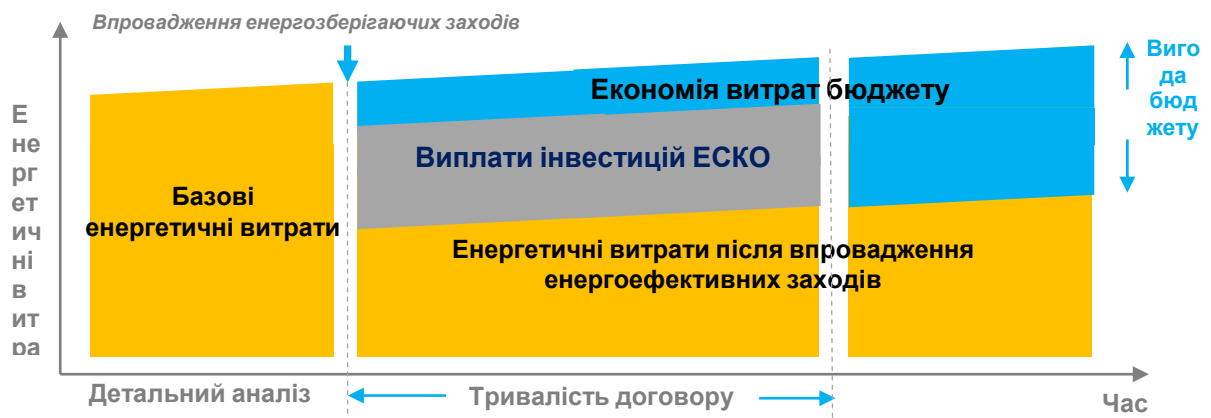 Впровадження енергозберігаючих заходів
Е
не
рг
ет
ич
ні
в
ит
ра
Базові
енергетичні витрати
Економія витрат бюджету
Виплати інвестицій ЕСКО
Енергетичні витрати після впровадження
енергоефективних заходів
Виго
да
бюд
жету
Детальний аналіз
Тривалість договору
Час